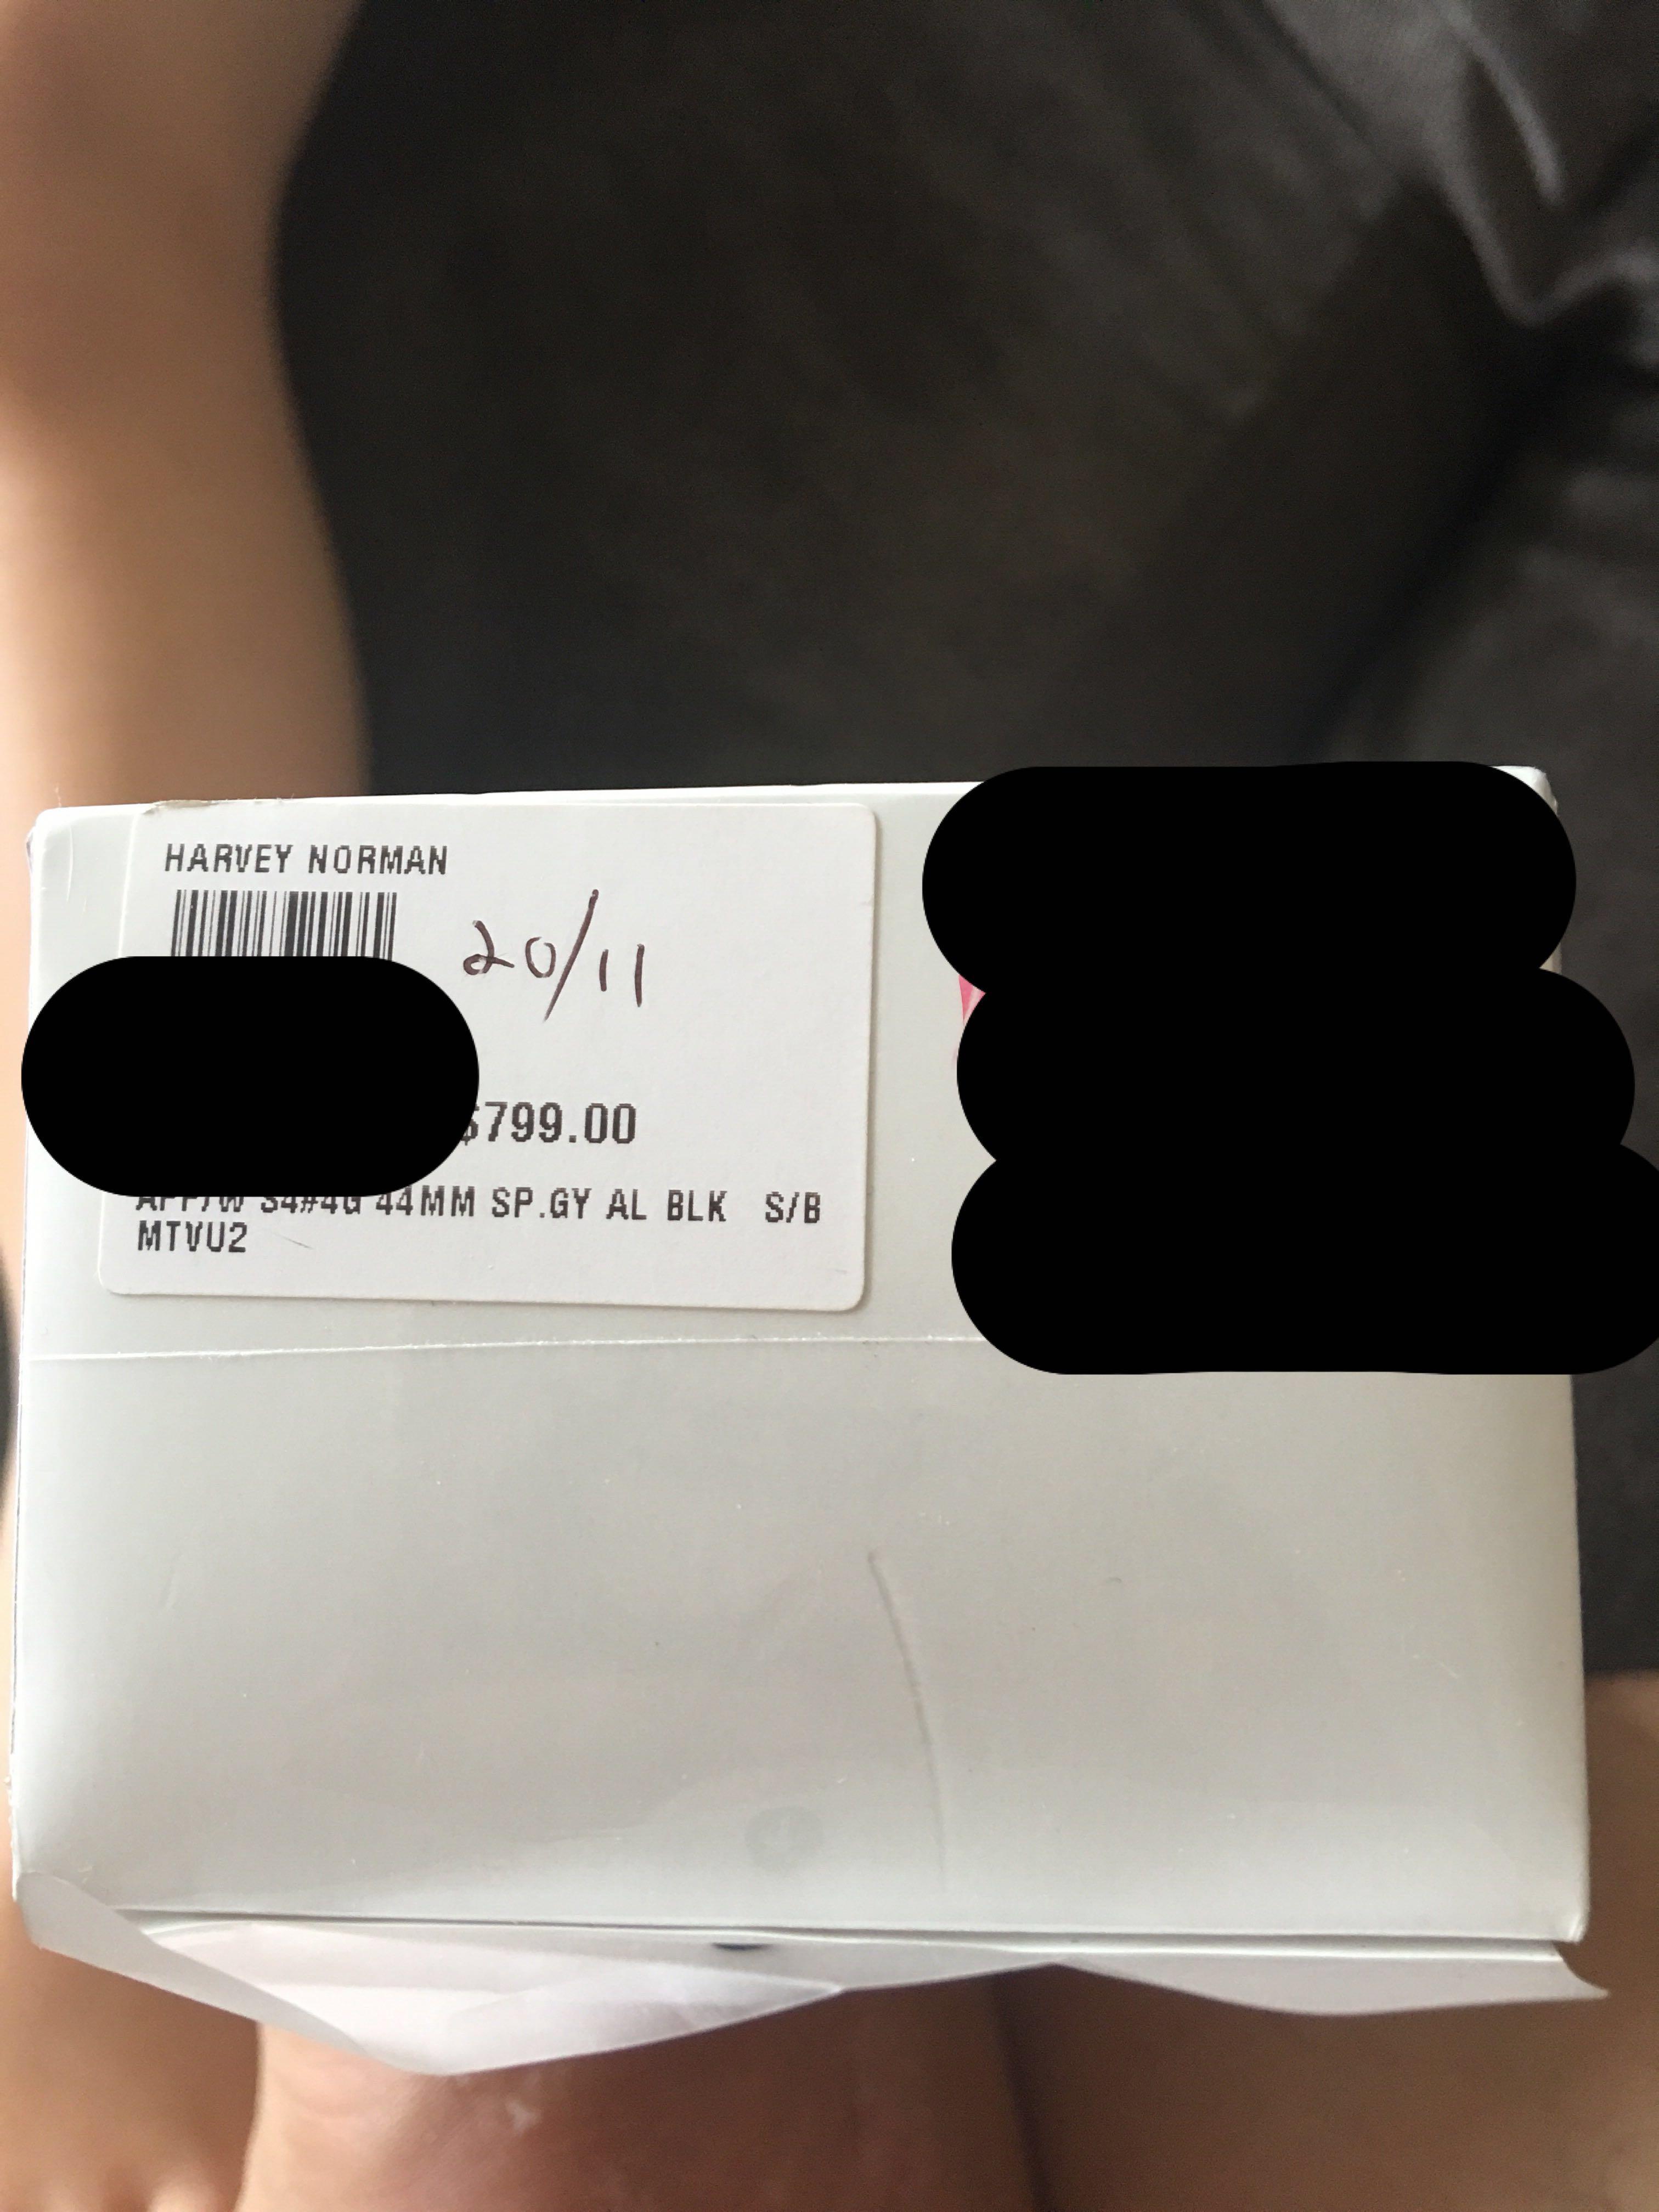 HARVEY NORMAN
20/11
$799.00
44MM SP.GY AL BLK S/B
MTVU2